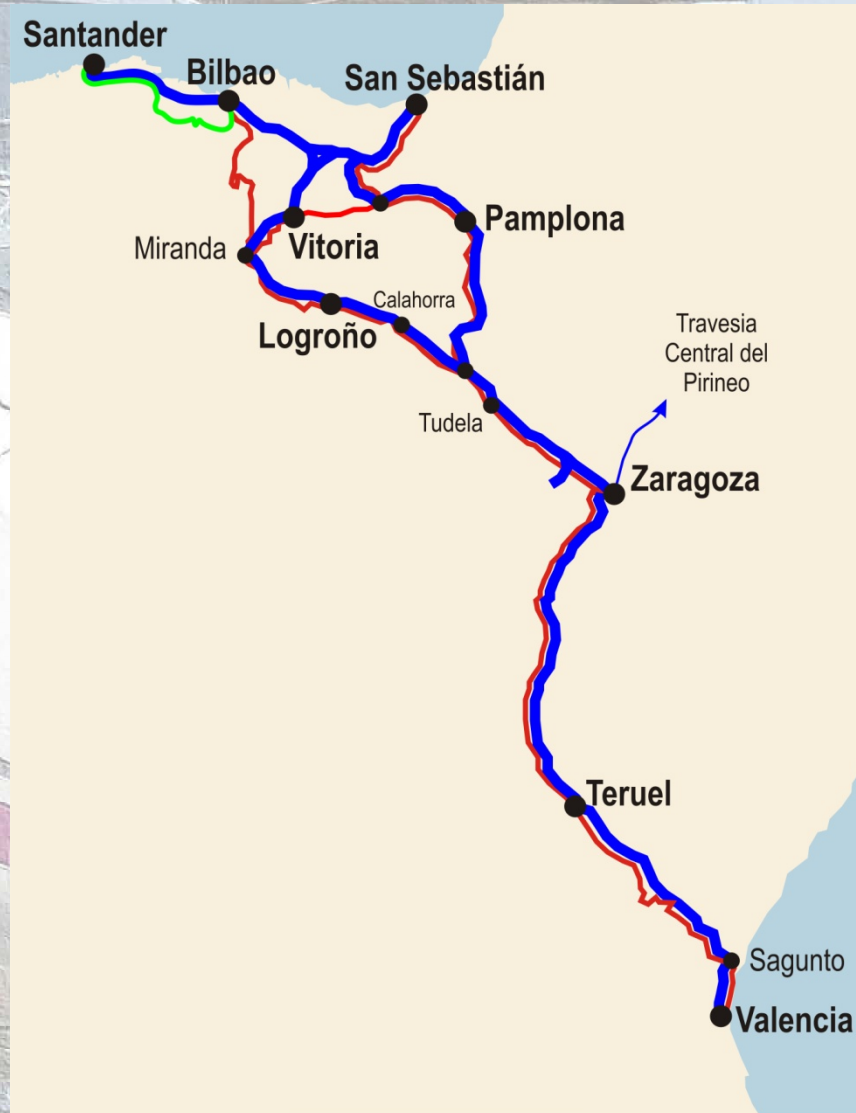 Santander
Bilbao
San Sebastián
Pamplona
Miranda
Vitoria
Calahorra
Logroño
Travesia
Central del
Pirineo
Tudela
Zaragoza
Teruel
Sagunto
Valencia